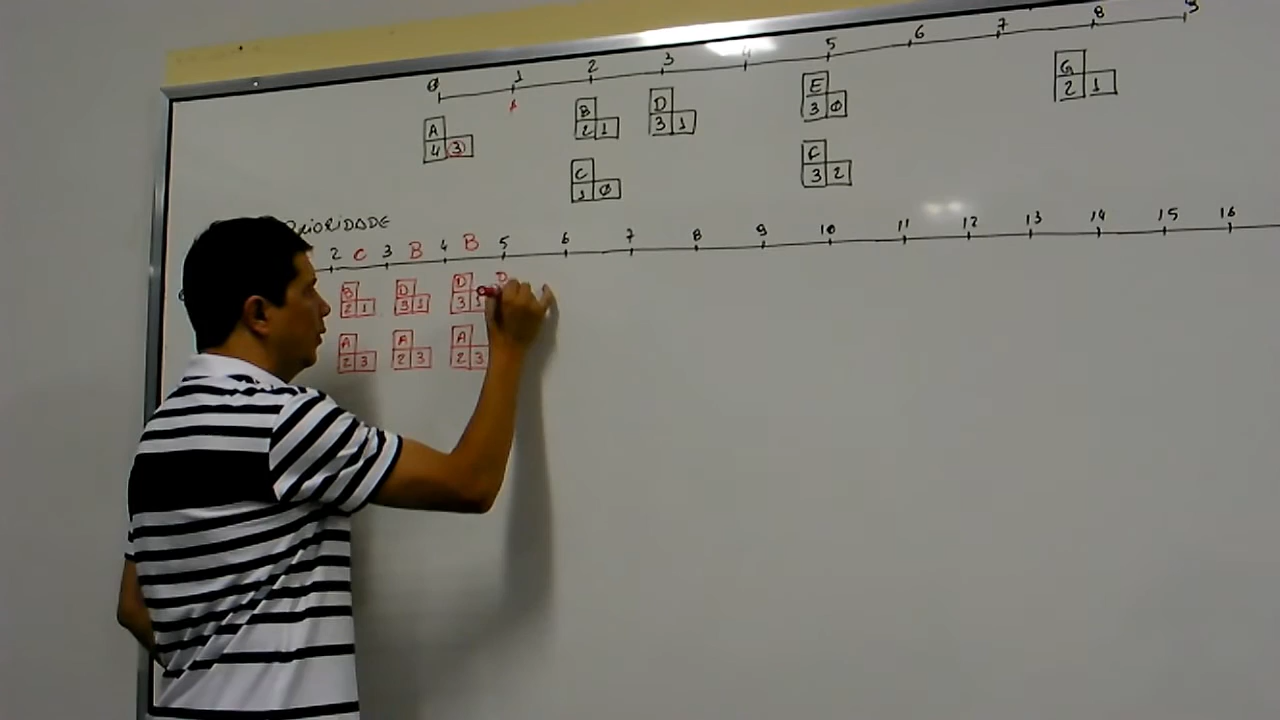 0 1 2 3 4 5 6 7 8 9
A B D E G
4 3 2 1 3 1 3 0 2 1
C F
1 0 3 2
PRIORIDADE
2 C 3 B 4 B 5 6 7 8 9 10 11 12 13 14 15 16
B D D D
2 1 3 1 3 1
A A A
2 3 2 3 2 3